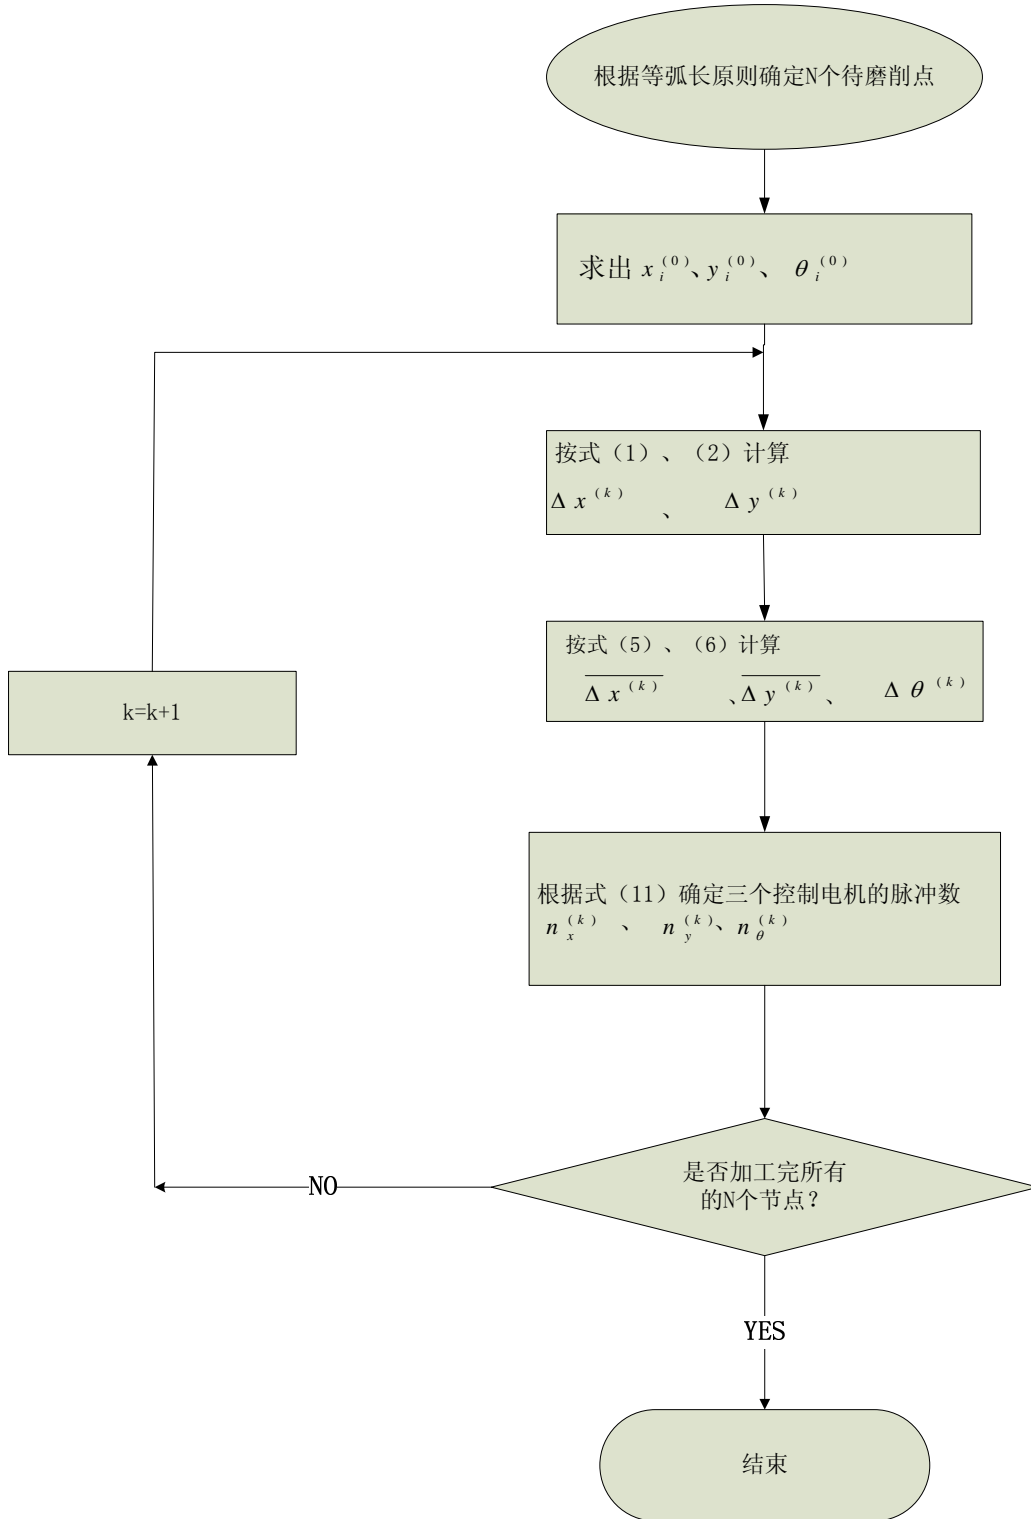 根据等弧长原则确定N个待磨削点
求出 x_i^{(0)}、y_i^{(0)}、 θ_i^{(0)}
按式（1）、（2）计算
Δx^{(k)} 、 Δy^{(k)}
按式（5）、（6）计算
\overline{Δx^{(k)}} 、\overline{Δy^{(k)}}、 Δθ^{(k)}
k=k+1
根据式（11）确定三个控制电机的脉冲数
n_x^{(k)} 、 n_y^{(k)}、n_θ^{(k)}
是否加工完所有
的N个节点？
NO
YES
结束